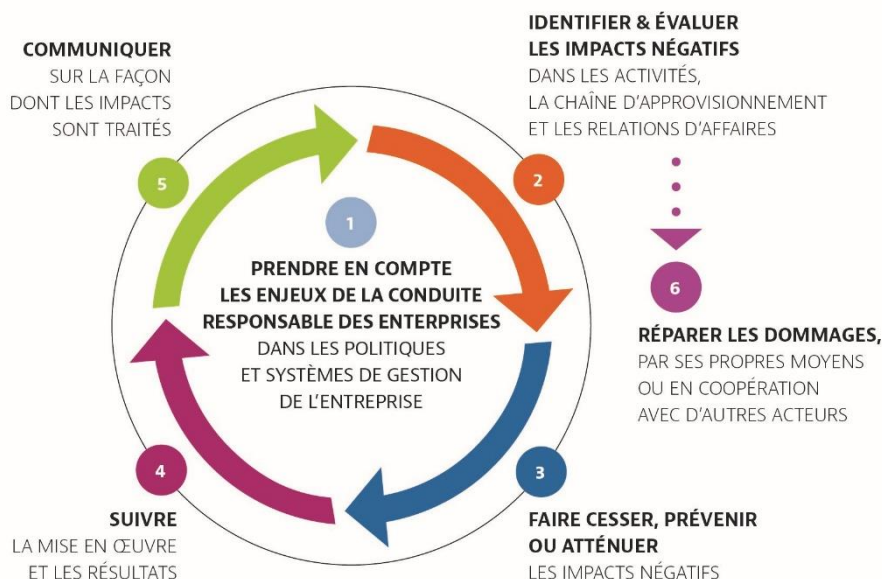 1
PRENDRE EN COMPTE
LES ENJEUX DE LA CONDUITE
RESPONSABLE DES ENTERPRISES
DANS LES POLITIQUES
ET SYSTÈMES DE GESTION
DE L'ENTREPRISE
2
IDENTIFIER & ÉVALUER
LES IMPACTS NÉGATIFS
DANS LES ACTIVITÉS,
LA CHAÎNE D'APPROVISIONNEMENT
ET LES RELATIONS D'AFFAIRES
3
FAIRE CESSER, PRÉVENIR
OU ATTÉNUER
LES IMPACTS NÉGATIFS
4
SUIVRE
LA MISE EN ŒUVRE
ET LES RÉSULTATS
5
COMMUNIQUER
SUR LA FAÇON
DONT LES IMPACTS
SONT TRAITÉS
6
RÉPARER LES DOMMAGES,
PAR SES PROPRES MOYENS
OU EN COOPÉRATION
AVEC D'AUTRES ACTEURS